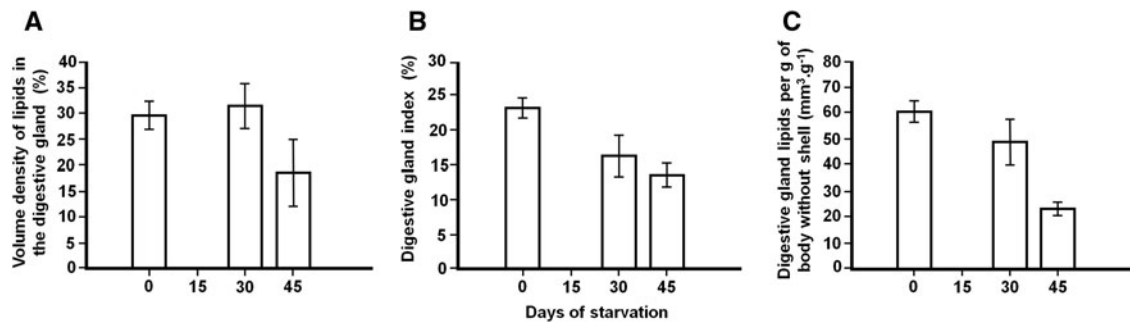 A
Volume density of lipids in
the digestive gland (%)
40
35
30
25
20
15
10
5
0
0 15 30 45
B
Digestive gland index (%)
30
25
20
15
10
5
0
0 15 30 45
Days of starvation
C
Digestive gland lipids per g of
body without shell (mm³.g⁻¹)
80
70
60
50
40
30
20
10
0
0 15 30 45